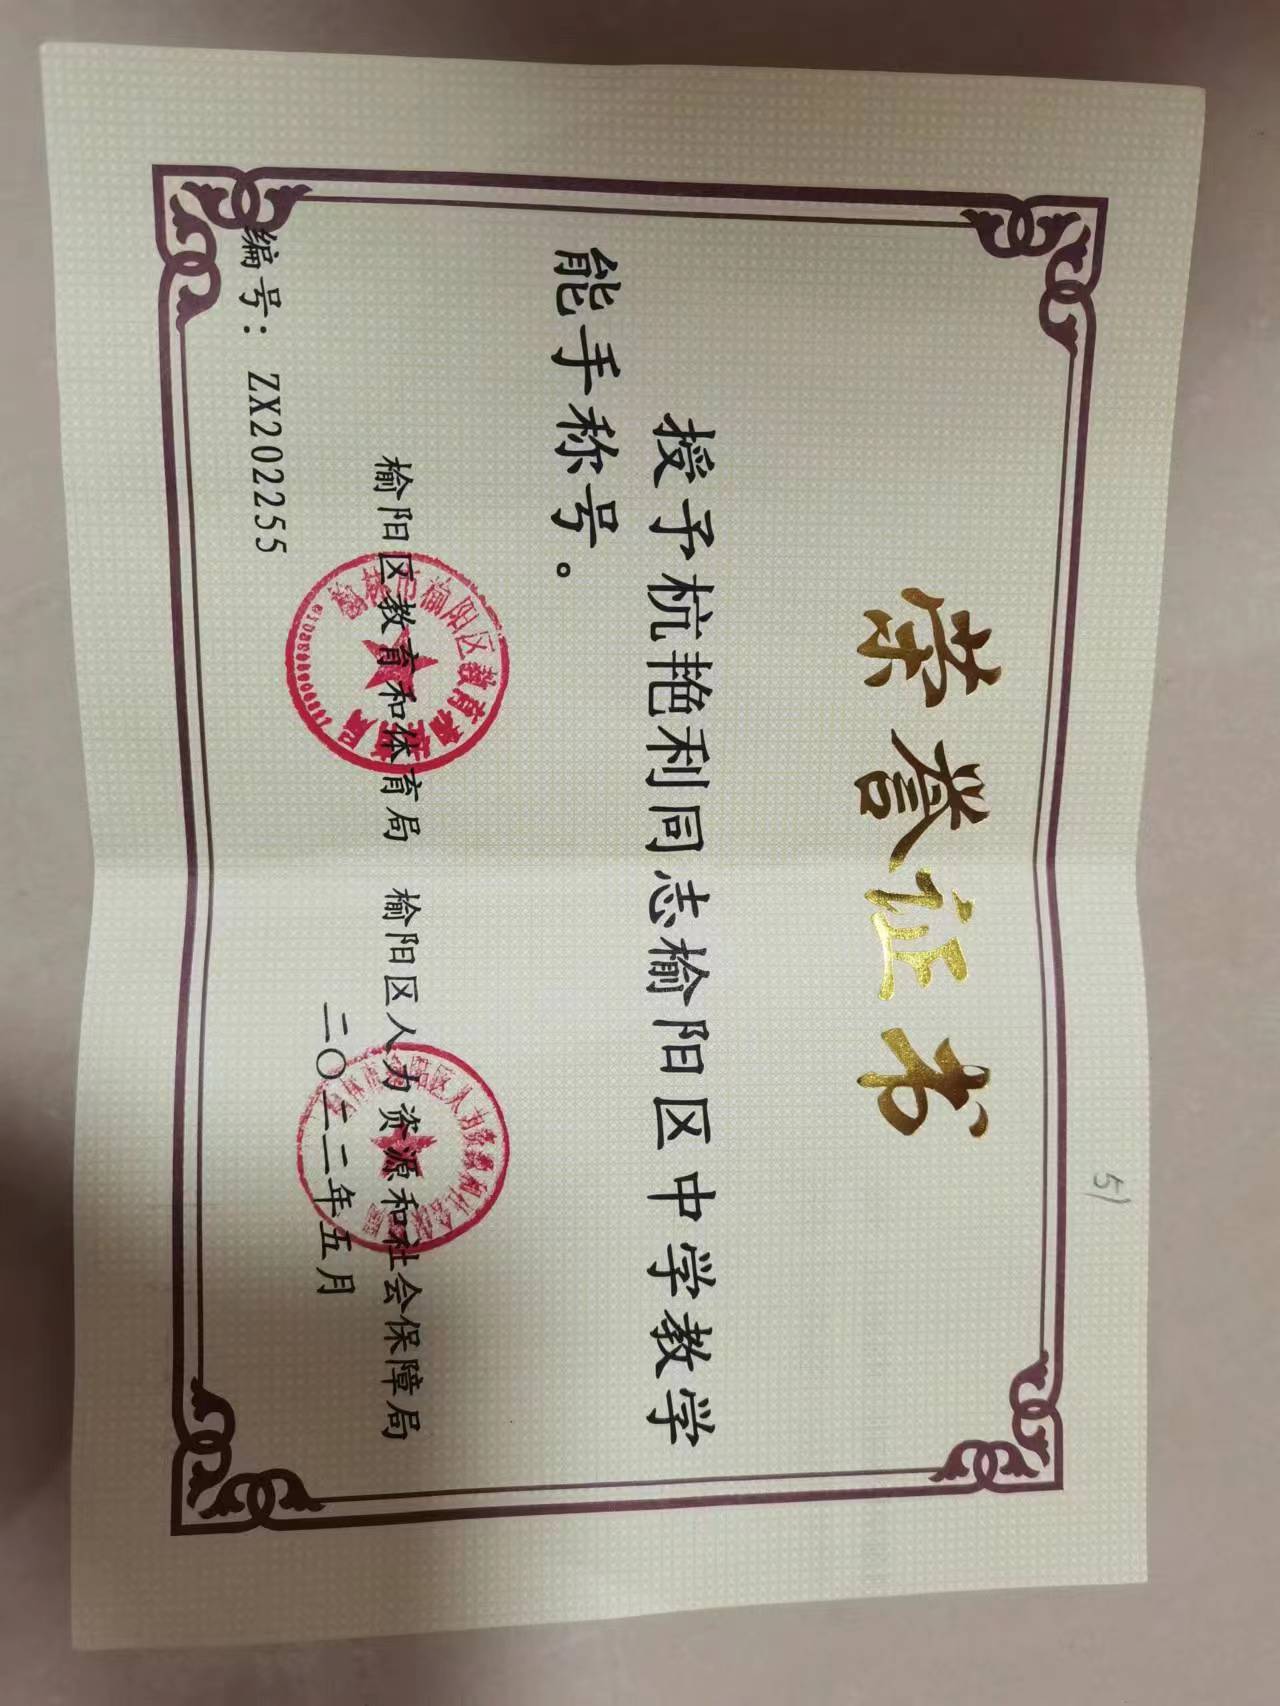 51
荣誉证书
授予杭艳利同志榆阳区中学教学
能手称号。
榆阳区教育和体育局 榆阳区人力资源和社会保障局
二〇二二年五月
编号：ZX202255